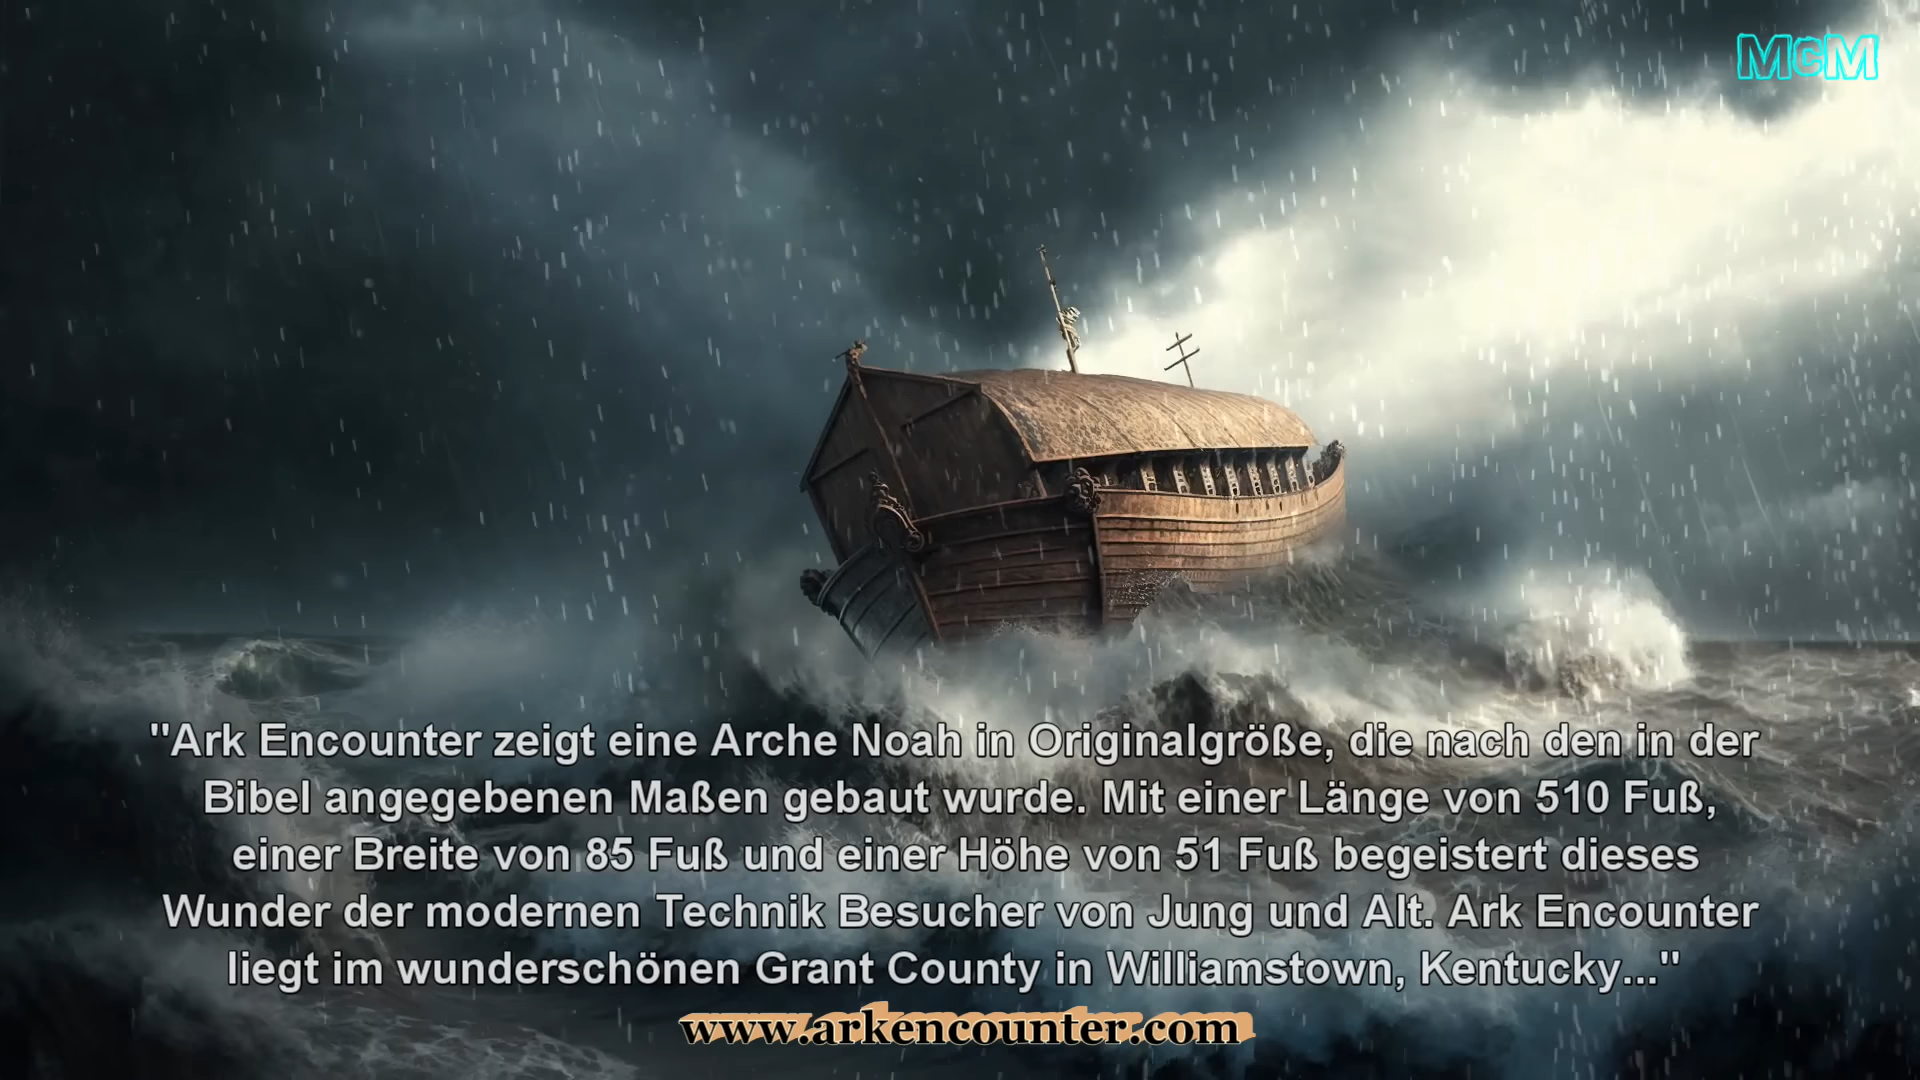 McM
"Ark Encounter zeigt eine Arche Noah in Originalgröße, die nach den in der
Bibel angegebenen Maßen gebaut wurde. Mit einer Länge von 510 Fuß,
einer Breite von 85 Fuß und einer Höhe von 51 Fuß begeistert dieses
Wunder der modernen Technik Besucher von Jung und Alt. Ark Encounter
liegt im wunderschönen Grant County in Williamstown, Kentucky..."
www.arkencounter.com